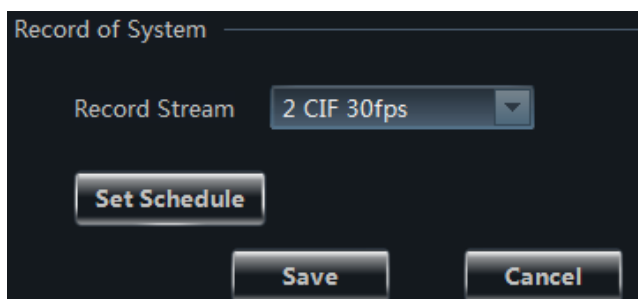 Record of System
Record Stream 2 CIF 30fps
Set Schedule
Save Cancel